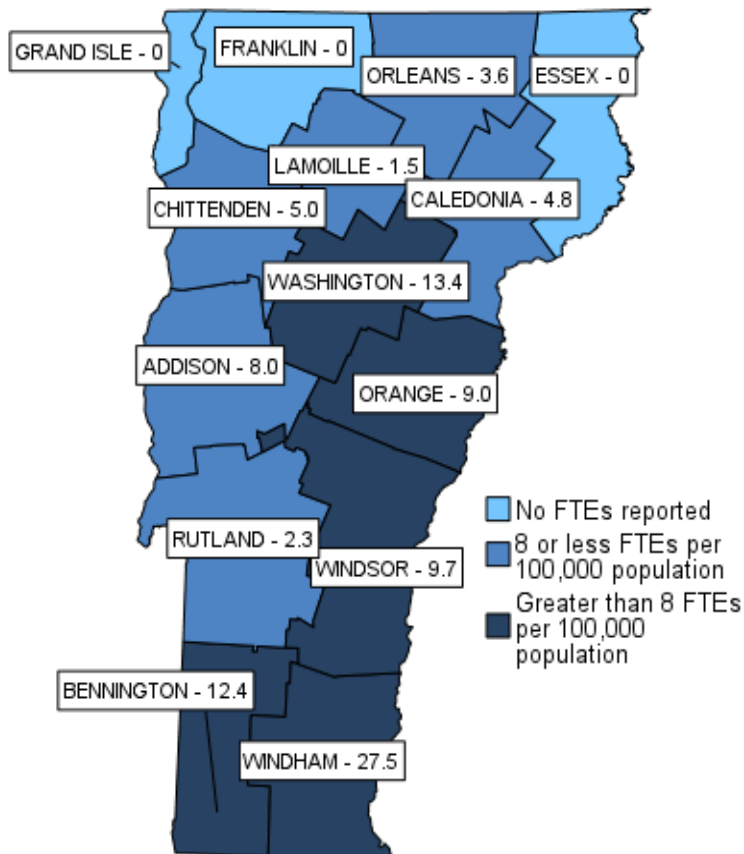 GRAND ISLE - 0
FRANKLIN - 0
ORLEANS - 3.6
ESSEX - 0
LAMOILLE - 1.5
CHITTENDEN - 5.0
CALEDONIA - 4.8
WASHINGTON - 13.4
ADDISON - 8.0
ORANGE - 9.0
RUTLAND - 2.3
WINDSOR - 9.7
BENNINGTON - 12.4
WINDHAM - 27.5
No FTEs reported
8 or less FTEs per
100,000 population
Greater than 8 FTEs
per 100,000
population